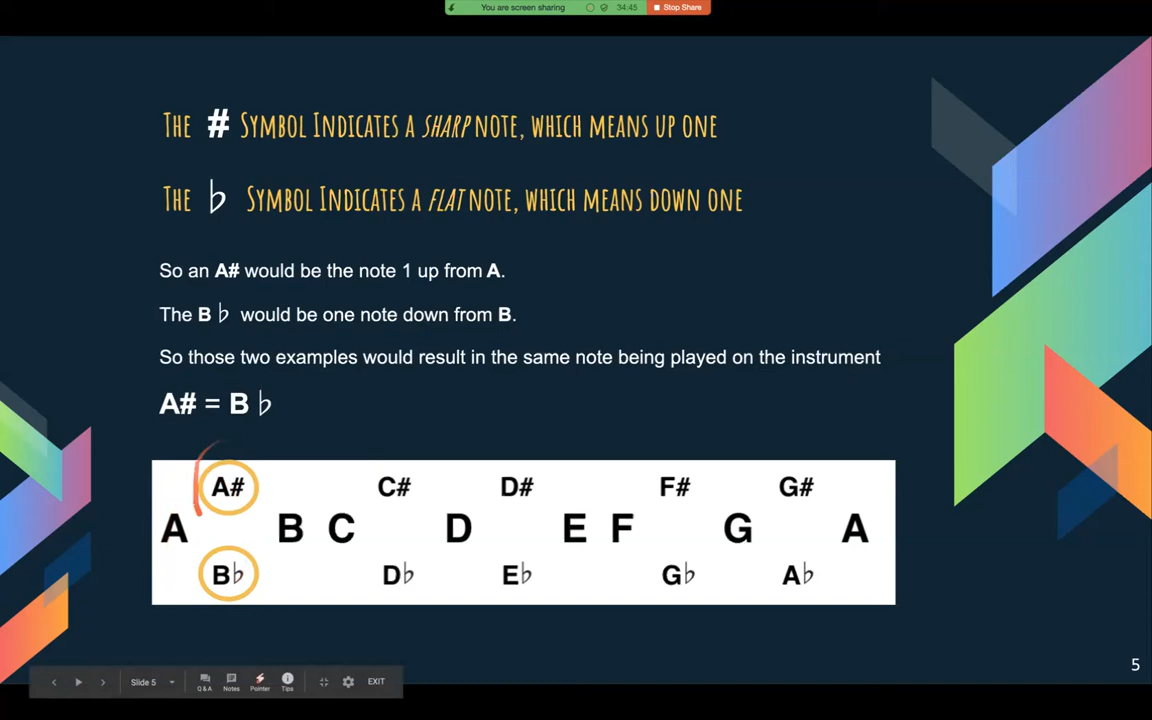 You are screen sharing 34:45 Stop Share
THE # SYMBOL INDICATES A SHARP NOTE, WHICH MEANS UP ONE
THE ♭ SYMBOL INDICATES A FLAT NOTE, WHICH MEANS DOWN ONE
So an A# would be the note 1 up from A.
The B ♭ would be one note down from B.
So those two examples would result in the same note being played on the instrument
A# = B ♭
A# C# D# F# G#
A B C D E F G A
B♭ D♭ E♭ G♭ A♭
5
Slide 5 Q & A Notes Pointer Tips EXIT